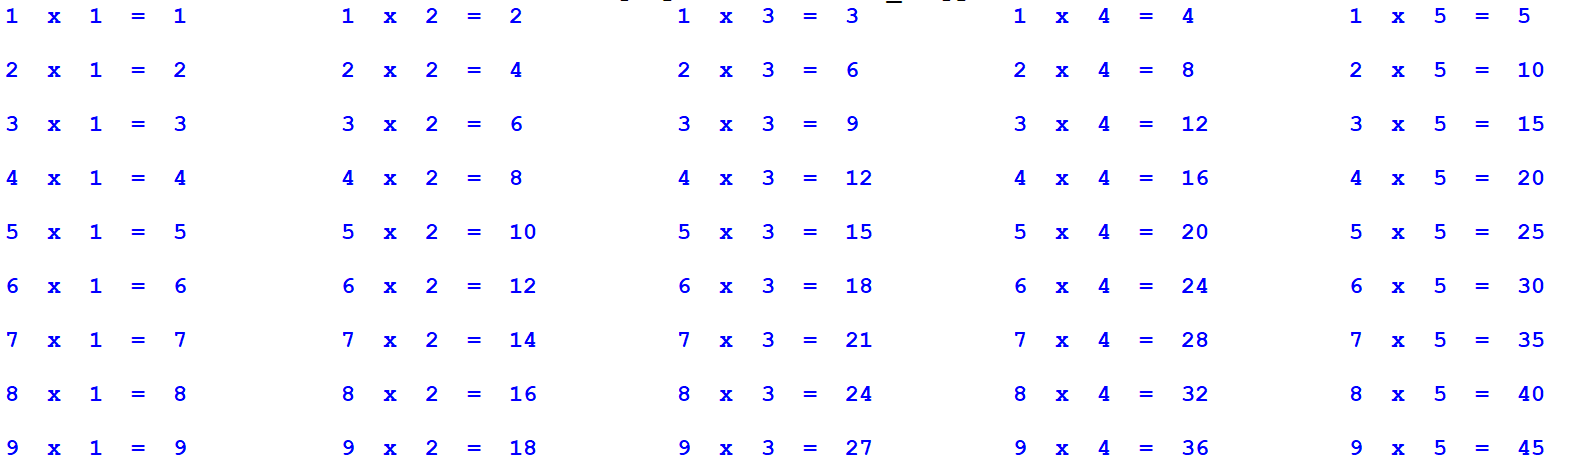 1 x 1 = 1 1 x 2 = 2 1 x 3 = 3 1 x 4 = 4 1 x 5 = 5
2 x 1 = 2 2 x 2 = 4 2 x 3 = 6 2 x 4 = 8 2 x 5 = 10
3 x 1 = 3 3 x 2 = 6 3 x 3 = 9 3 x 4 = 12 3 x 5 = 15
4 x 1 = 4 4 x 2 = 8 4 x 3 = 12 4 x 4 = 16 4 x 5 = 20
5 x 1 = 5 5 x 2 = 10 5 x 3 = 15 5 x 4 = 20 5 x 5 = 25
6 x 1 = 6 6 x 2 = 12 6 x 3 = 18 6 x 4 = 24 6 x 5 = 30
7 x 1 = 7 7 x 2 = 14 7 x 3 = 21 7 x 4 = 28 7 x 5 = 35
8 x 1 = 8 8 x 2 = 16 8 x 3 = 24 8 x 4 = 32 8 x 5 = 40
9 x 1 = 9 9 x 2 = 18 9 x 3 = 27 9 x 4 = 36 9 x 5 = 45